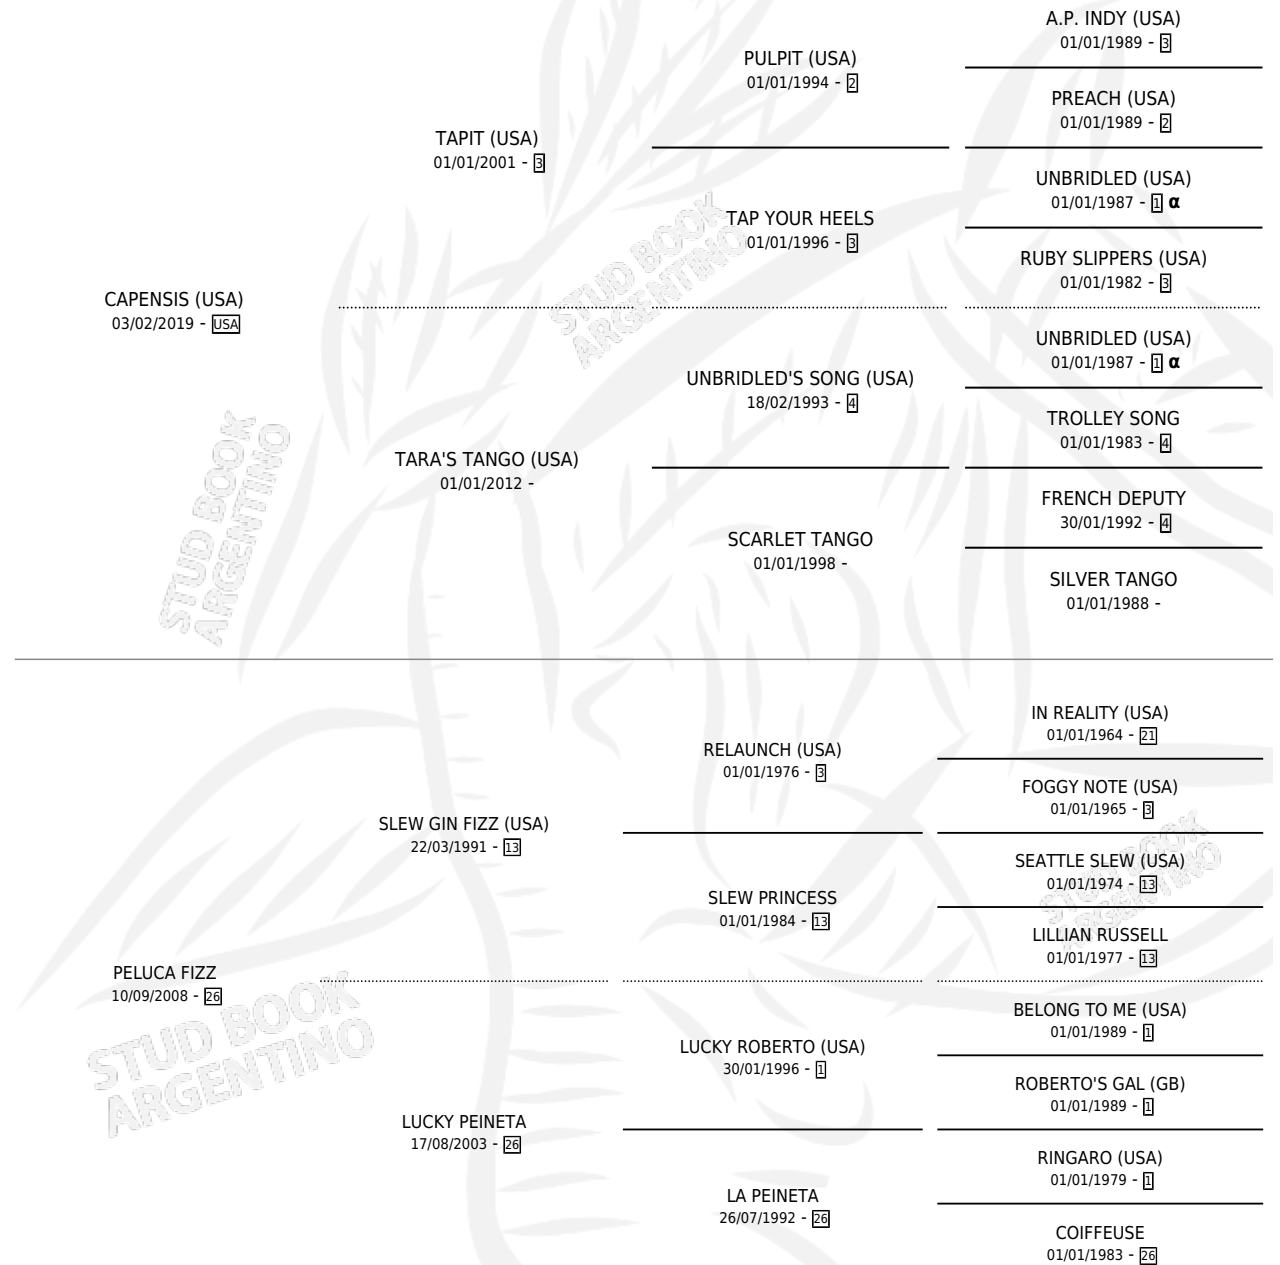 A.P. INDY (USA)
01/01/1989 - 3
PULPIT (USA)
01/01/1994 - 2
PREACH (USA)
01/01/1989 - 2
TAPIT (USA)
01/01/2001 - 3
UNBRIDLED (USA)
01/01/1987 - 1 α
TAP YOUR HEELS
01/01/1996 - 3
RUBY SLIPPERS (USA)
01/01/1982 - 3
CAPENSIS (USA)
03/02/2019 - USA
STUD BOOK
ARGENTINO
UNBRIDLED (USA)
01/01/1987 - 1 α
UNBRIDLED'S SONG (USA)
18/02/1993 - 4
TROLLEY SONG
01/01/1983 - 4
TARA'S TANGO (USA)
01/01/2012 -
STUD BOOK
ARGENTINO
FRENCH DEPUTY
30/01/1992 - 4
SCARLET TANGO
01/01/1998 -
SILVER TANGO
01/01/1988 -
IN REALITY (USA)
01/01/1964 - 21
RELAUNCH (USA)
01/01/1976 - 3
FOGGY NOTE (USA)
01/01/1965 - 3
SLEW GIN FIZZ (USA)
22/03/1991 - 13
SEATTLE SLEW (USA)
01/01/1974 - 13
STUD BOOK
ARGENTINO
SLEW PRINCESS
01/01/1984 - 13
LILLIAN RUSSELL
01/01/1977 - 13
PELUCA FIZZ
10/09/2008 - 26
STUD BOOK
ARGENTINO
BELONG TO ME (USA)
01/01/1989 - 1
LUCKY ROBERTO (USA)
30/01/1996 - 1
ROBERTO'S GAL (GB)
01/01/1989 - 1
LUCKY PEINETA
17/08/2003 - 26
RINGARO (USA)
01/01/1979 - 1
LA PEINETA
26/07/1992 - 26
COIFFEUSE
01/01/1983 - 26